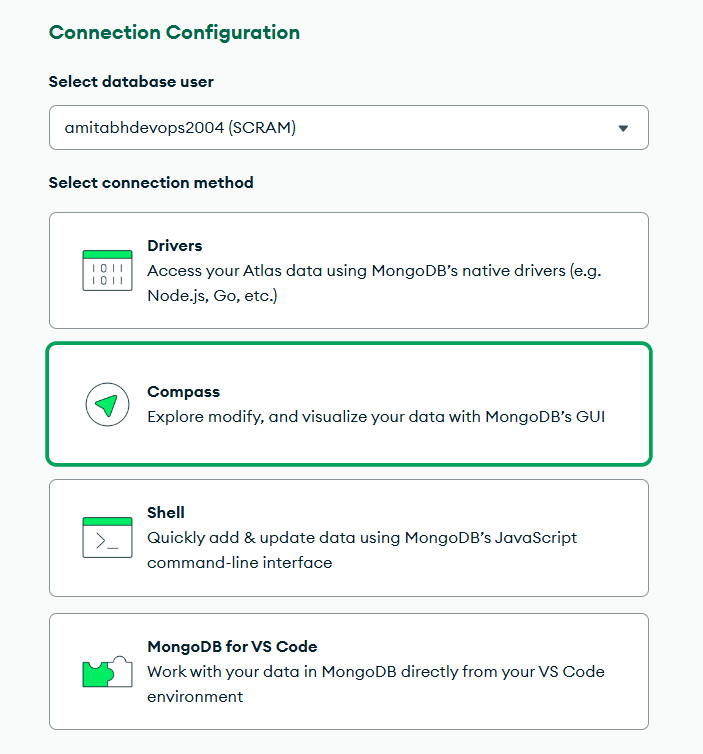 Connection Configuration
Select database user
amitabhdevops2004 (SCRAM)
Select connection method
Drivers
Access your Atlas data using MongoDB's native drivers (e.g.
Node.js, Go, etc.)
Compass
Explore modify, and visualize your data with MongoDB's GUI
Shell
Quickly add & update data using MongoDB's JavaScript
command-line interface
MongoDB for VS Code
Work with your data in MongoDB directly from your VS Code
environment